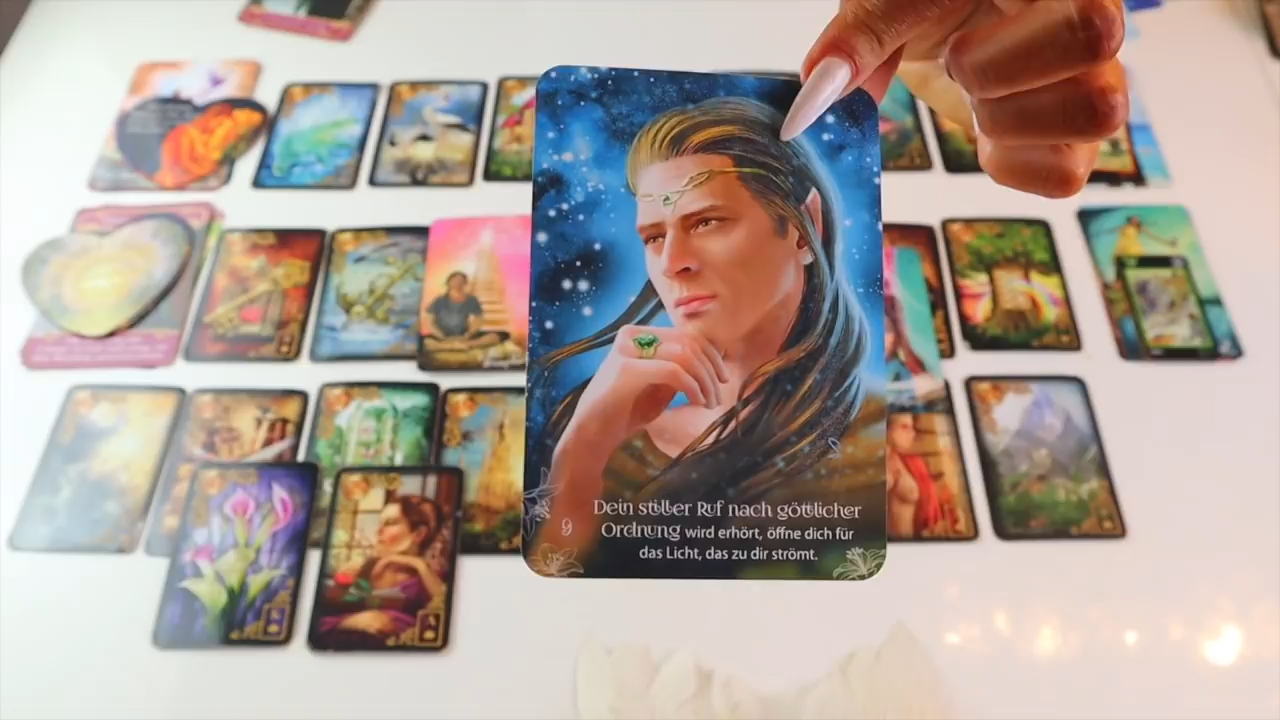 9
Dein stiller Ruf nach göttlicher
Ordnung wird erhört, öffne dich für
das Licht, das zu dir strömt.